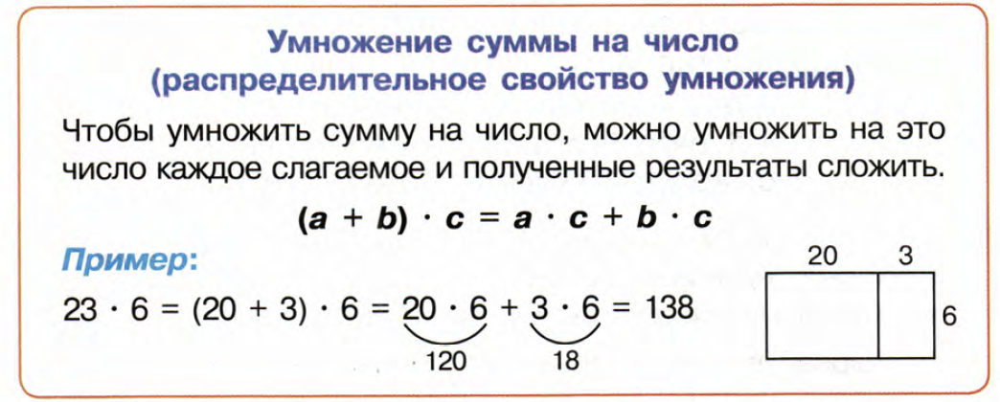 Умножение суммы на число
(распределительное свойство умножения)
Чтобы умножить сумму на число, можно умножить на это
число каждое слагаемое и полученные результаты сложить.
(a + b) · c = a · c + b · c
Пример:
23 · 6 = (20 + 3) · 6 = 20 · 6 + 3 · 6 = 138
120 18
20 3
6